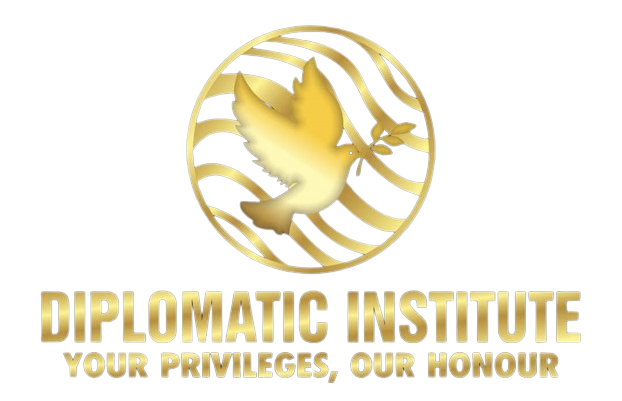 DIPLOMATIC INSTITUTE
YOUR PRIVILEGES, OUR HONOUR